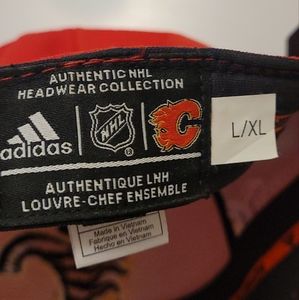 AUTHENTIC NHL
HEADWEAR COLLECTION
adidas
NHL
C
L/XL
AUTHENTIQUE LNH
LOUVRE-CHEF ENSEMBLE
Made in Vietnam
Fabriqué en Vietnam
Hecho en Vietnam